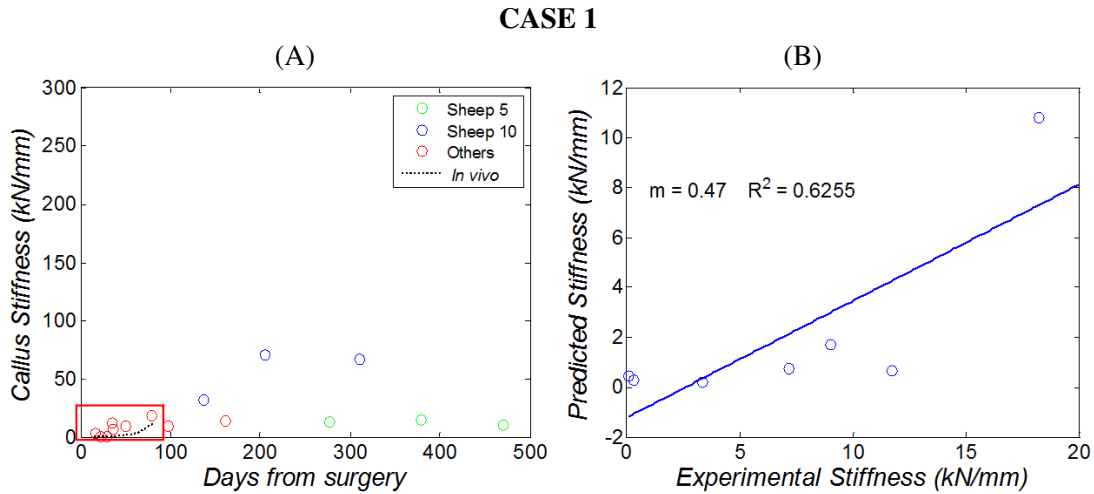 CASE 1
(A)
300
250
200
150
100
50
0
Callus Stiffness (kN/mm)
0 100 200 300 400 500
Days from surgery
Sheep 5
Sheep 10
Others
In vivo
(B)
12
10
8
6
4
2
0
-2
Predicted Stiffness (kN/mm)
m = 0.47 R² = 0.6255
0 5 10 15 20
Experimental Stiffness (kN/mm)